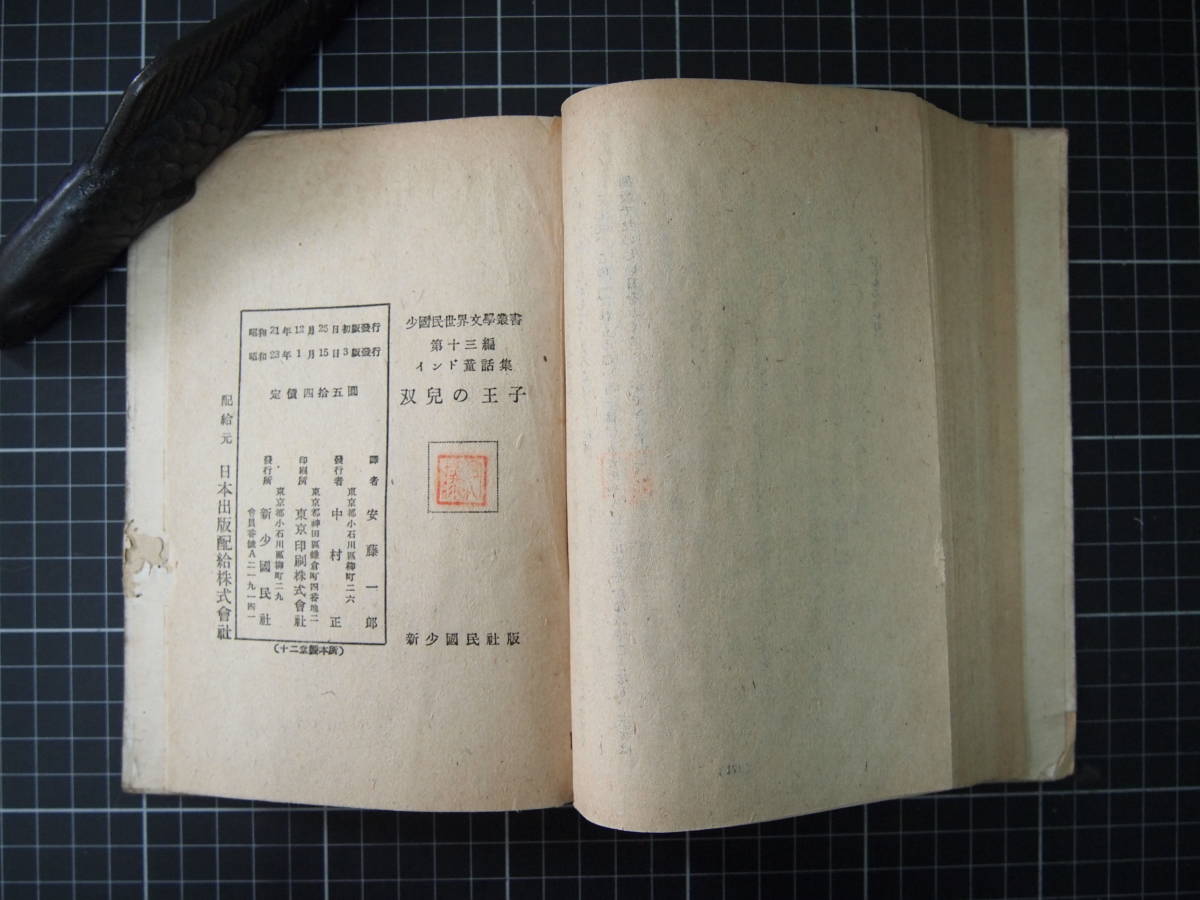 少國民世界文學叢書
第十三編
インド童話集
双兒の王子
新少國民社版
昭和21年12月25日初版發行
昭和23年1月15日3版發行
定價四拾五圓
譯者 安藤一郎
東京都小石川區柳町二六
發行者 中村正
東京都神田區鎌倉町四番地二
印刷所 東京印刷株式會社
東京都小石川區柳町二九
發行所 新少國民社
會員番號A二一九一四一
配給元 日本出版配給株式會社